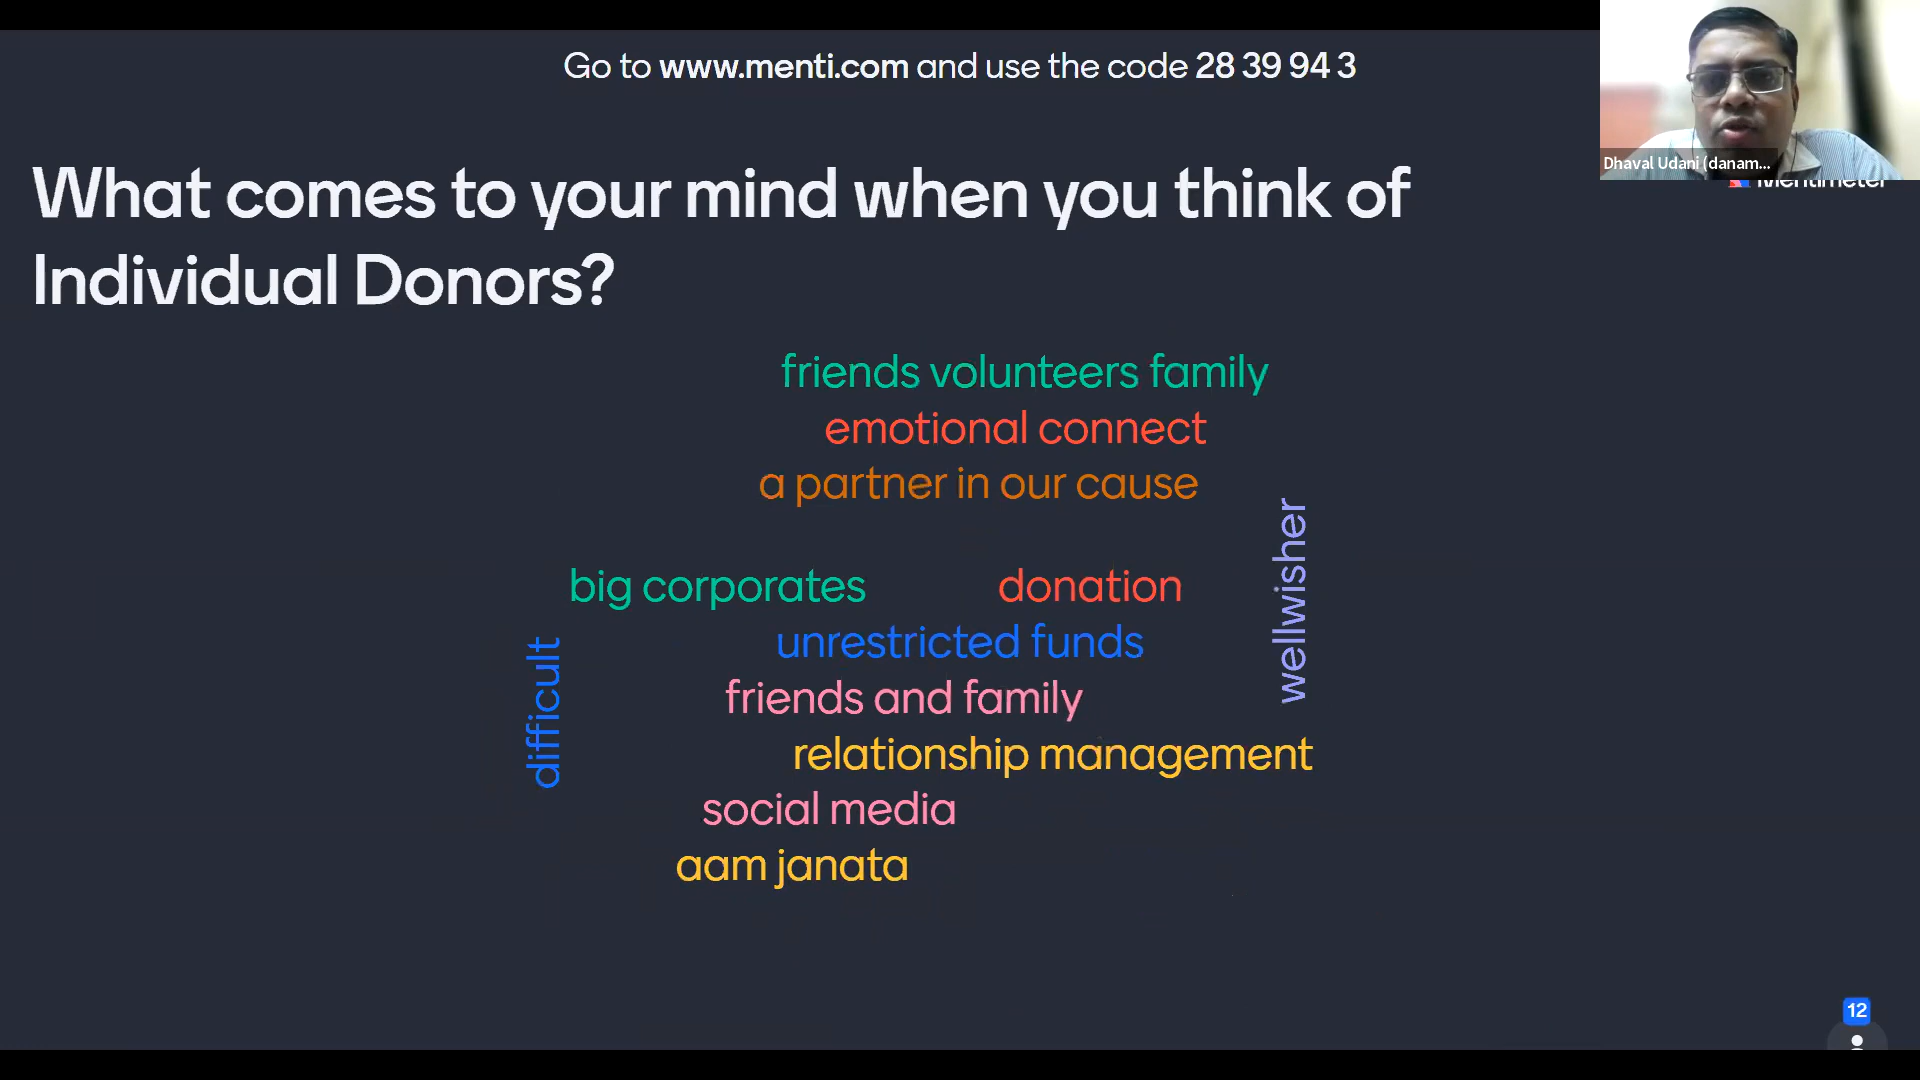 Go to www.menti.com and use the code 28 39 94 3
Dhaval Udani (danam...
Mentimeter
What comes to your mind when you think of
Individual Donors?
friends volunteers family
emotional connect
a partner in our cause
wellwisher
big corporates
donation
unrestricted funds
difficult
friends and family
relationship management
social media
aam janata
12